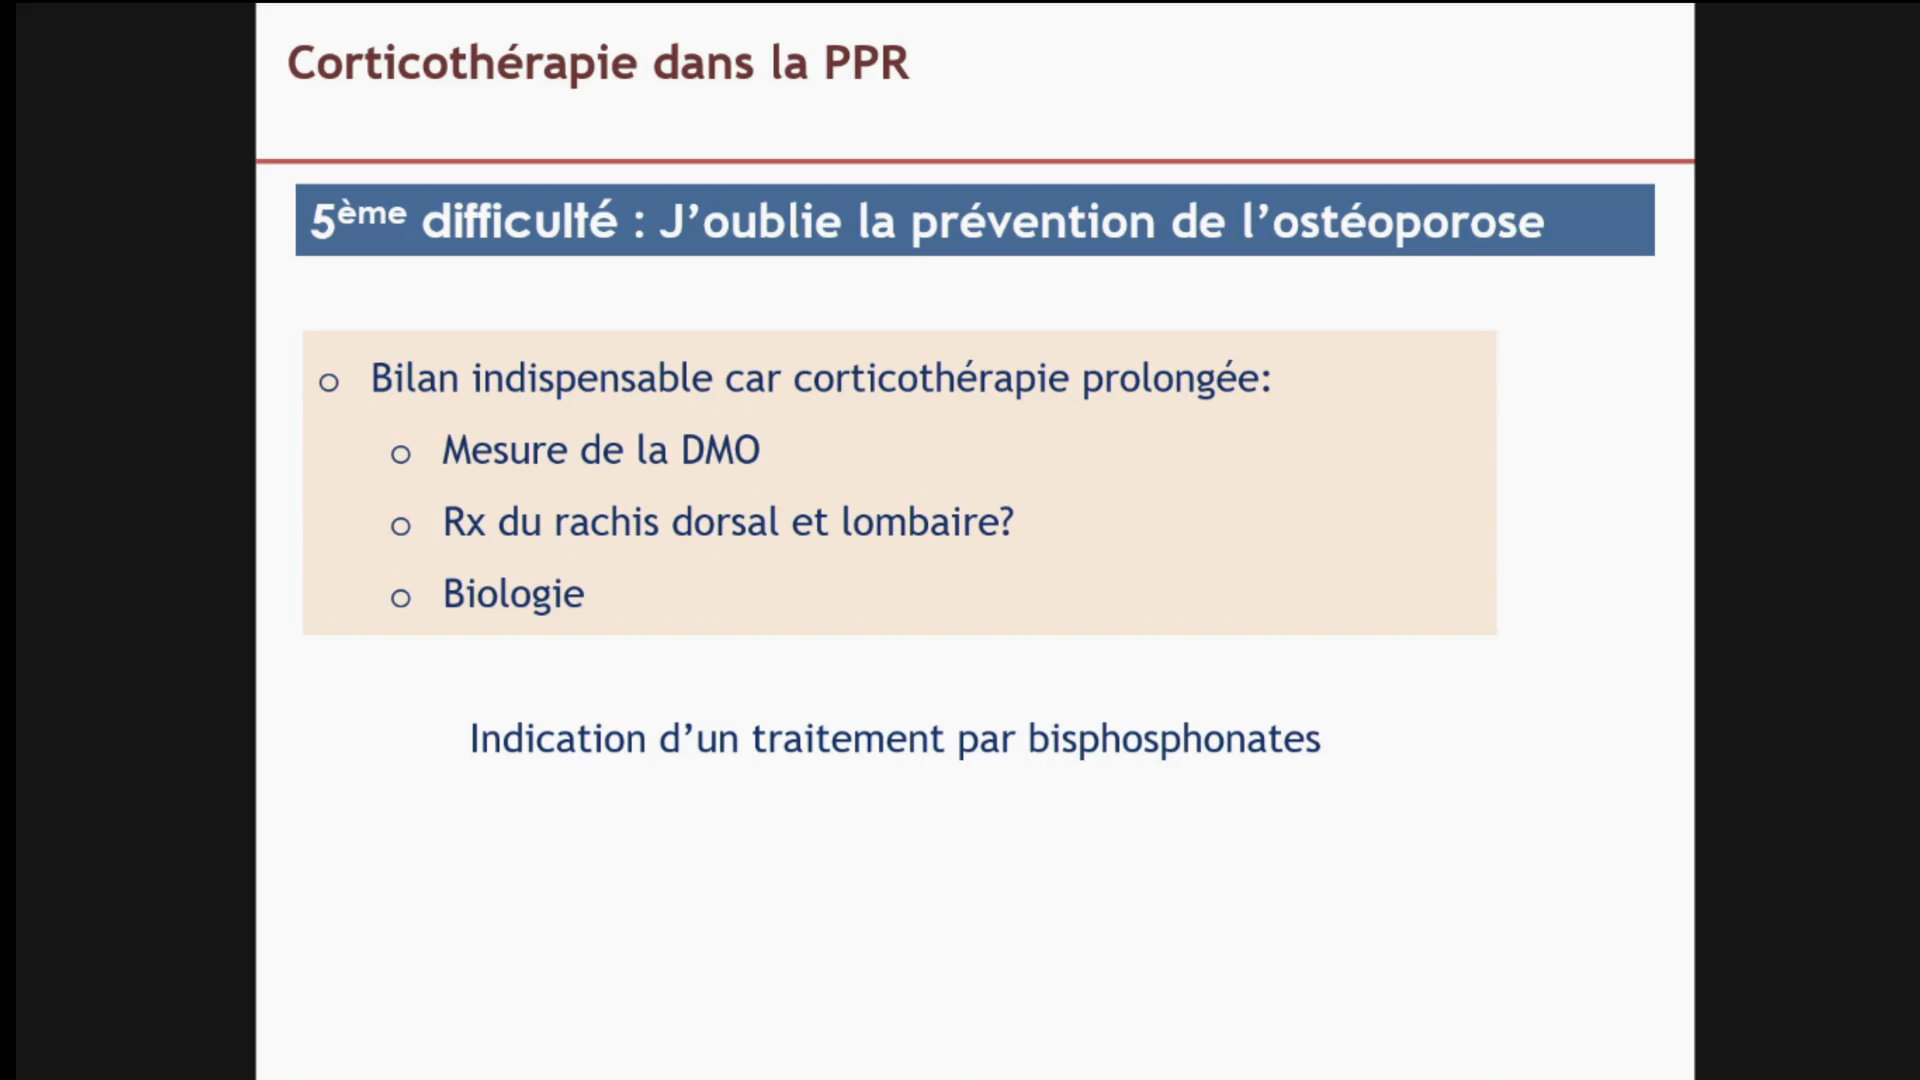 Corticothérapie dans la PPR
5ème difficulté : J’oublie la prévention de l’ostéoporose
o Bilan indispensable car corticothérapie prolongée:
o Mesure de la DMO
o Rx du rachis dorsal et lombaire?
o Biologie
Indication d’un traitement par bisphosphonates